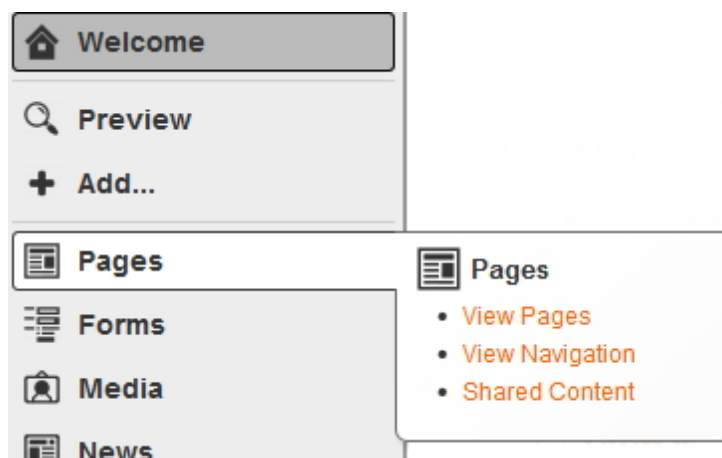 Welcome
Preview
Add...
Pages
Forms
Media
News
Pages
View Pages
View Navigation
Shared Content